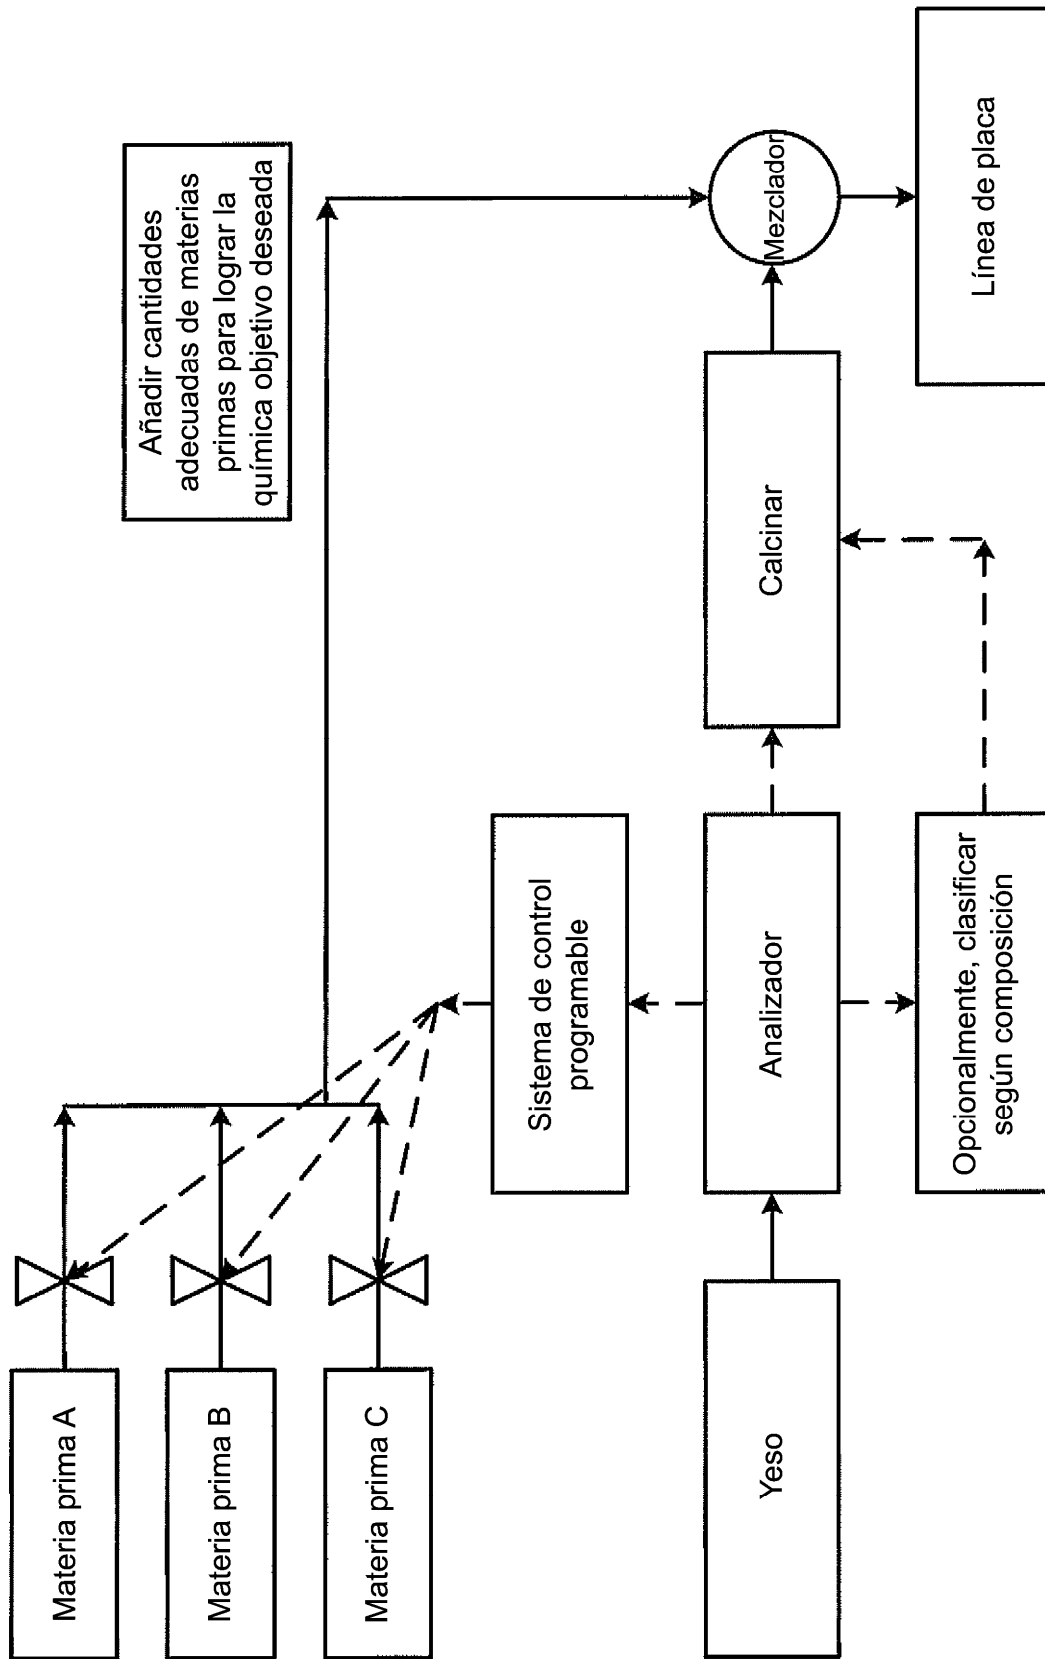 Materia prima A
Materia prima B
Materia prima C
Añadir cantidades
adecuadas de materias
primas para lograr la
química objetivo deseada
Sistema de control
programable
Yeso
Analizador
Calcinar
Mezclador
Opcionalmente, clasificar
según composición
Línea de placa